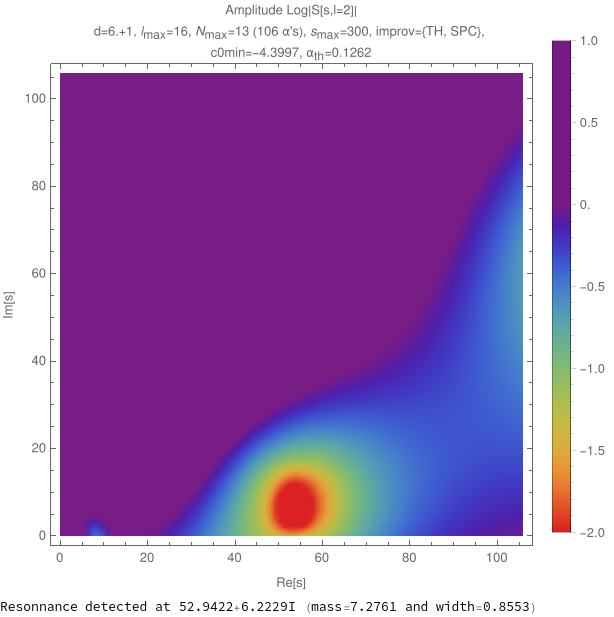 Amplitude Log|S[s,l=2]|
d=6.+1, lmax=16, Nmax=13 (106 α's), smax=300, improv={TH, SPC},
c0min=−4.3997, αth=0.1262
1.0
0.5
0.
−0.5
−1.0
−1.5
−2.0
100
80
60
40
20
0
Im[s]
0 20 40 60 80 100
Re[s]
Resonnance detected at 52.9422+6.2229I (mass=7.2761 and width=0.8553)